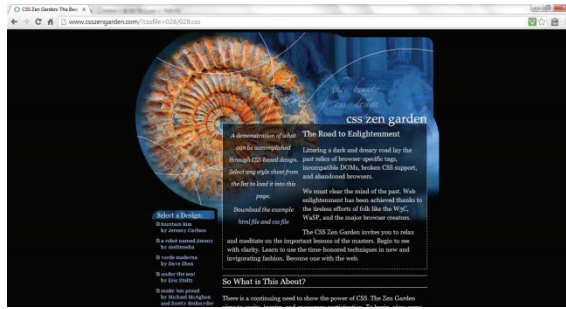 CSS Zen Garden: The Bea
www.csszengarden.com/?cssfile=028/028.css
the beauty
of css design
css zen garden
A demonstration of what
can be accomplished
through CSS-based design.
Select any style sheet from
the list to load it into this
page.
Download the example
html file and css file
The Road to Enlightenment
Littering a dark and dreary road lay the
past relics of browser-specific tags,
incompatible DOMs, broken CSS support,
and abandoned browsers.
We must clear the mind of the past. Web
enlightenment has been achieved thanks to
the tireless efforts of folk like the W3C,
WaSP, and the major browser creators.
The CSS Zen Garden invites you to relax
and meditate on the important lessons of the masters. Begin to see
with clarity. Learn to use the time-honored techniques in new and
invigorating fashion. Become one with the web.
Select a Design:
fountain kiss
by Jeremy Carlson
a robot named jimmy
by meltmedia
verde moderna
by Dave Shea
under the sea!
by Eric Stoltz
make 'em proud
by Michael McAghon
and Scotty Reifsnyder
So What is This About?
There is a continuing need to show the power of CSS. The Zen Garden